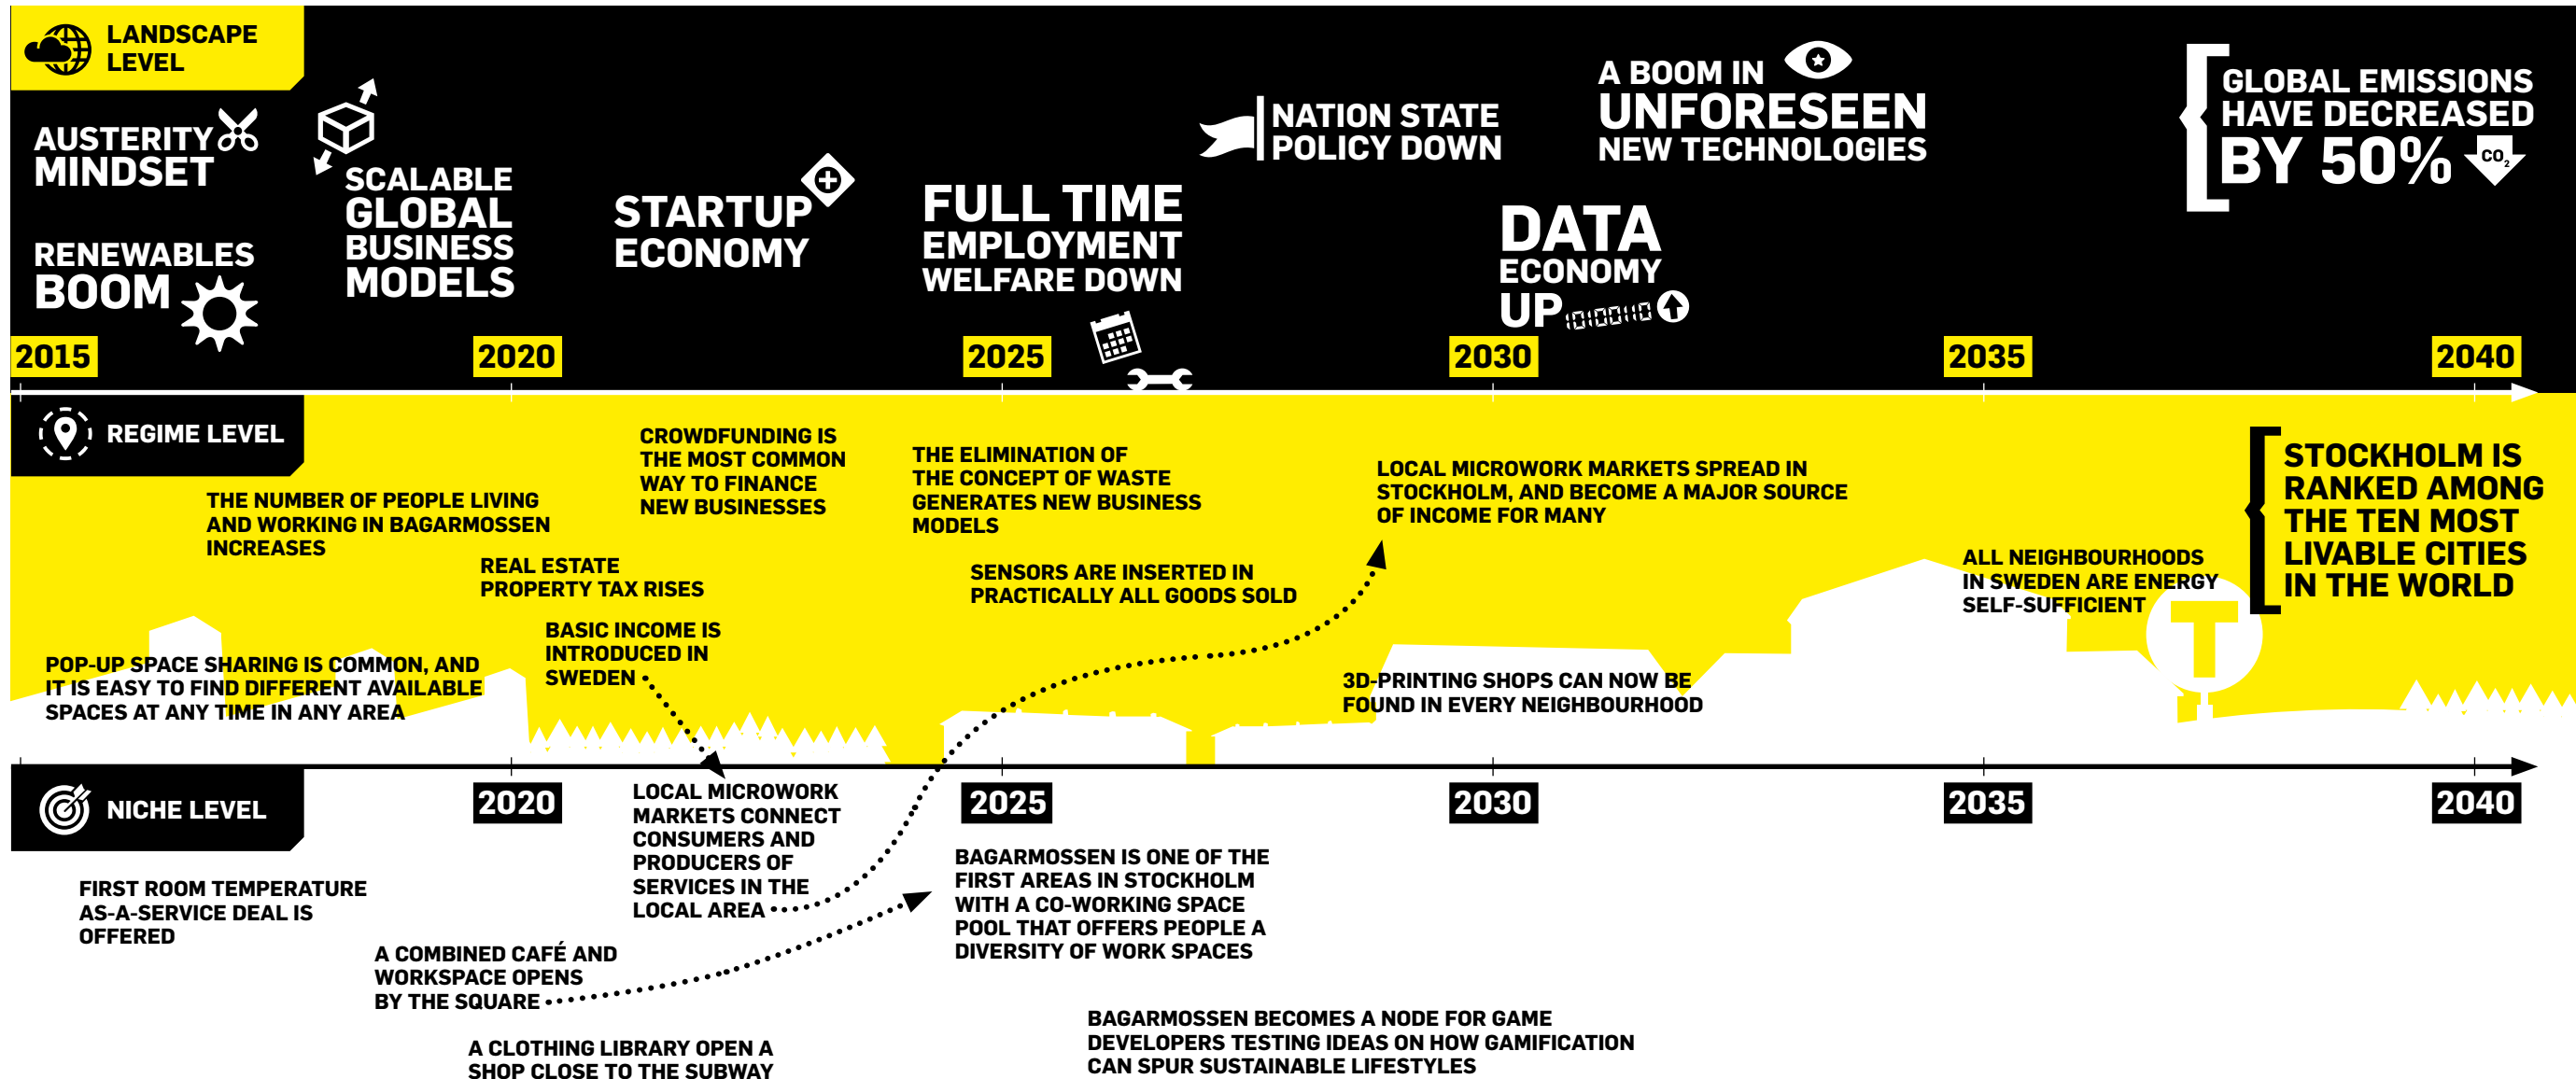 LANDSCAPE
LEVEL
AUSTERITY
MINDSET
RENEWABLES
BOOM
SCALABLE
GLOBAL
BUSINESS
MODELS
STARTUP
ECONOMY
FULL TIME
EMPLOYMENT
WELFARE DOWN
NATION STATE
POLICY DOWN
A BOOM IN
UNFORESEEN
NEW TECHNOLOGIES
DATA
ECONOMY
UP
GLOBAL EMISSIONS
HAVE DECREASED
BY 50%
CO2
2015
2020
2025
2030
2035
2040
REGIME LEVEL
THE NUMBER OF PEOPLE LIVING
AND WORKING IN BAGARMOSSEN
INCREASES
POP-UP SPACE SHARING IS COMMON, AND
IT IS EASY TO FIND DIFFERENT AVAILABLE
SPACES AT ANY TIME IN ANY AREA
CROWDFUNDING IS
THE MOST COMMON
WAY TO FINANCE
NEW BUSINESSES
REAL ESTATE
PROPERTY TAX RISES
BASIC INCOME IS
INTRODUCED IN
SWEDEN
THE ELIMINATION OF
THE CONCEPT OF WASTE
GENERATES NEW BUSINESS
MODELS
SENSORS ARE INSERTED IN
PRACTICALLY ALL GOODS SOLD
LOCAL MICROWORK MARKETS SPREAD IN
STOCKHOLM, AND BECOME A MAJOR SOURCE
OF INCOME FOR MANY
3D-PRINTING SHOPS CAN NOW BE
FOUND IN EVERY NEIGHBOURHOOD
ALL NEIGHBOURHOODS
IN SWEDEN ARE ENERGY
SELF-SUFFICIENT
T
STOCKHOLM IS
RANKED AMONG
THE TEN MOST
LIVABLE CITIES
IN THE WORLD
NICHE LEVEL
2020
2025
2030
2035
2040
FIRST ROOM TEMPERATURE
AS-A-SERVICE DEAL IS
OFFERED
LOCAL MICROWORK
MARKETS CONNECT
CONSUMERS AND
PRODUCERS OF
SERVICES IN THE
LOCAL AREA
A COMBINED CAFÉ AND
WORKSPACE OPENS
BY THE SQUARE
A CLOTHING LIBRARY OPEN A
SHOP CLOSE TO THE SUBWAY
BAGARMOSSEN IS ONE OF THE
FIRST AREAS IN STOCKHOLM
WITH A CO-WORKING SPACE
POOL THAT OFFERS PEOPLE A
DIVERSITY OF WORK SPACES
BAGARMOSSEN BECOMES A NODE FOR GAME
DEVELOPERS TESTING IDEAS ON HOW GAMIFICATION
CAN SPUR SUSTAINABLE LIFESTYLES